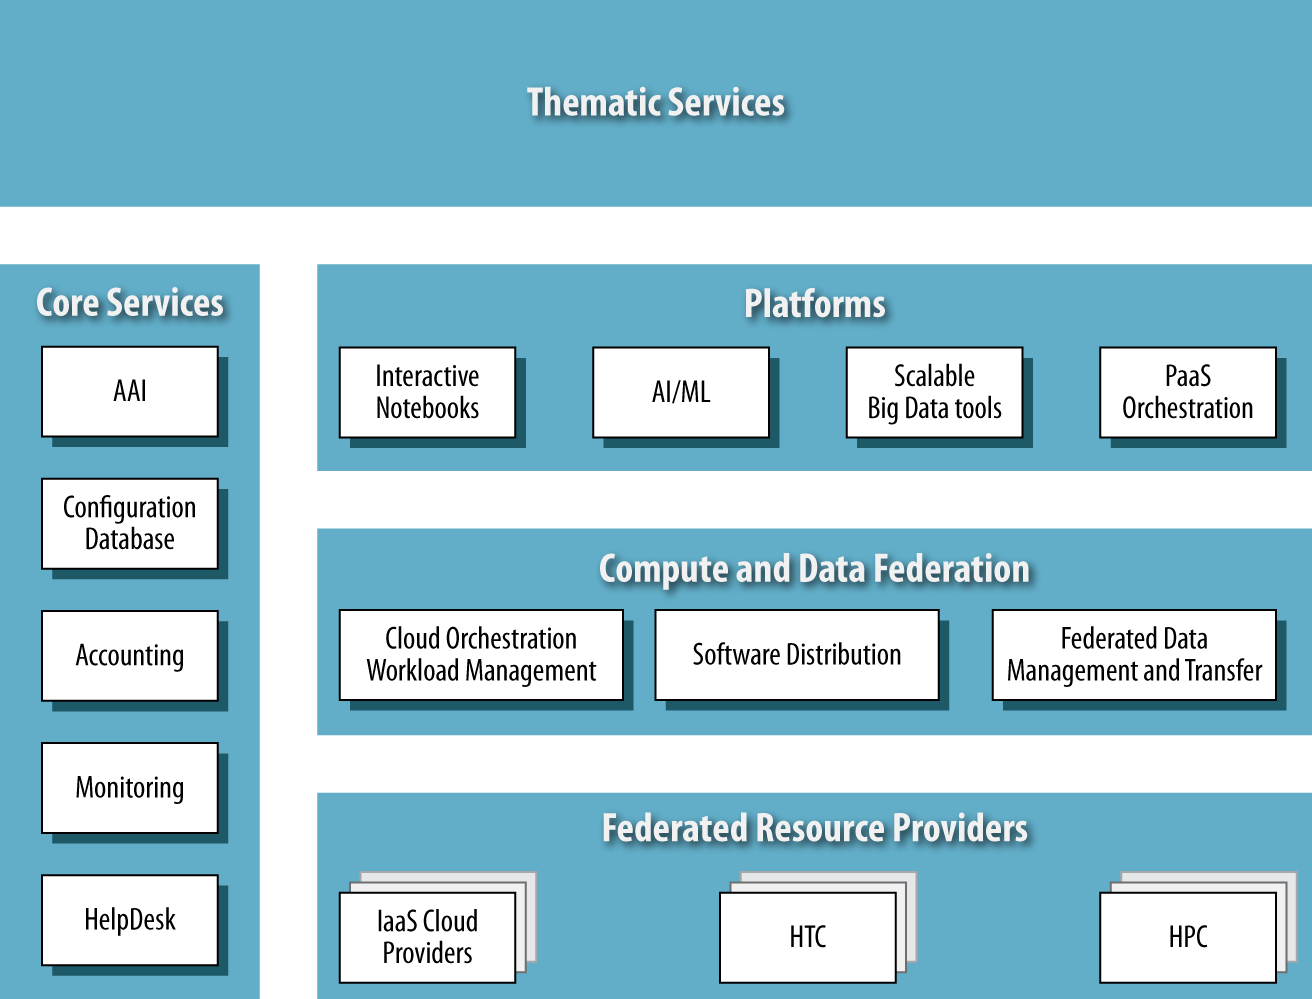 Thematic Services
Core Services
AAI
Configuration
Database
Accounting
Monitoring
HelpDesk
Platforms
Interactive
Notebooks
AI/ML
Scalable
Big Data tools
PaaS
Orchestration
Compute and Data Federation
Cloud Orchestration
Workload Management
Software Distribution
Federated Data
Management and Transfer
Federated Resource Providers
IaaS Cloud
Providers
HTC
HPC